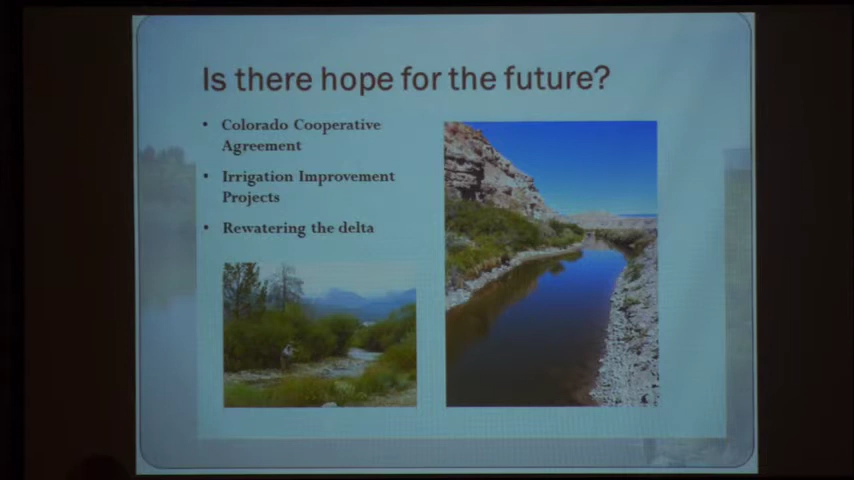 Is there hope for the future?
• Colorado Cooperative
Agreement
• Irrigation Improvement
Projects
• Rewatering the delta